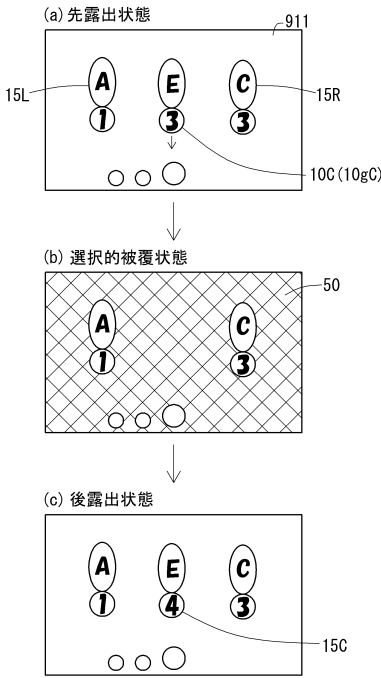 (a) 先露出状態
911
A E C
15L 15R
1 3 3
10C(10gC)
(b) 選択的被覆状態
50
A C
1 3
(c) 後露出状態
A E C
1 4 3
15C